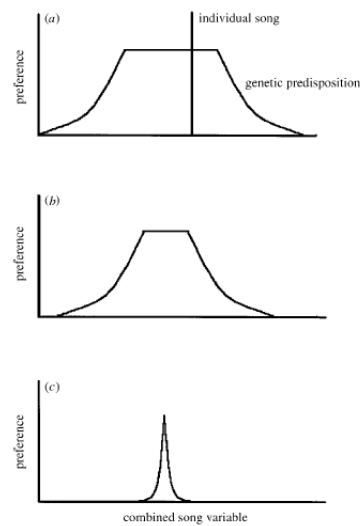 (a)
individual song
preference
genetic predisposition
(b)
preference
(c)
preference
combined song variable